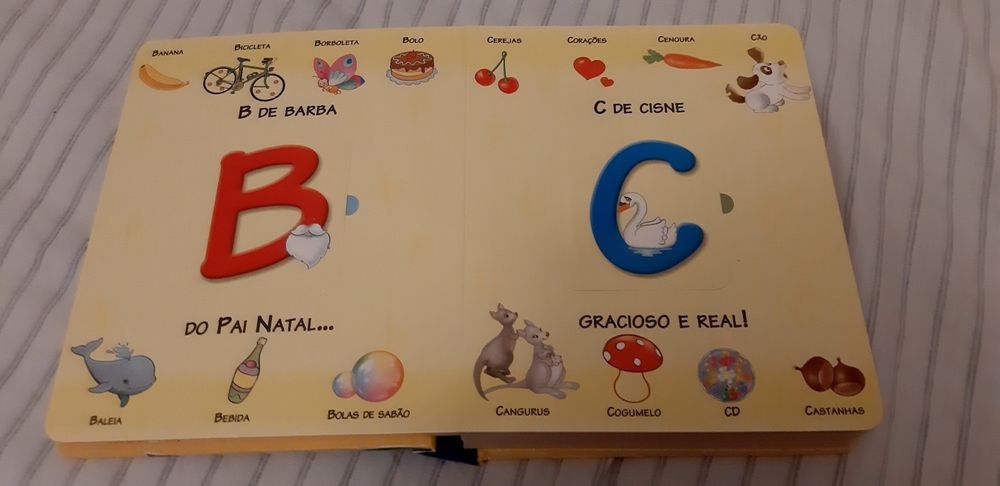 Banana
Bicicleta
Borboleta
Bolo
B de barba
B
do Pai Natal...
Baleia
Bebida
Bolas de sabão
Cerejas
Corações
Cenoura
Cão
C de cisne
C
gracioso e real!
Cangurus
Cogumelo
CD
Castanhas